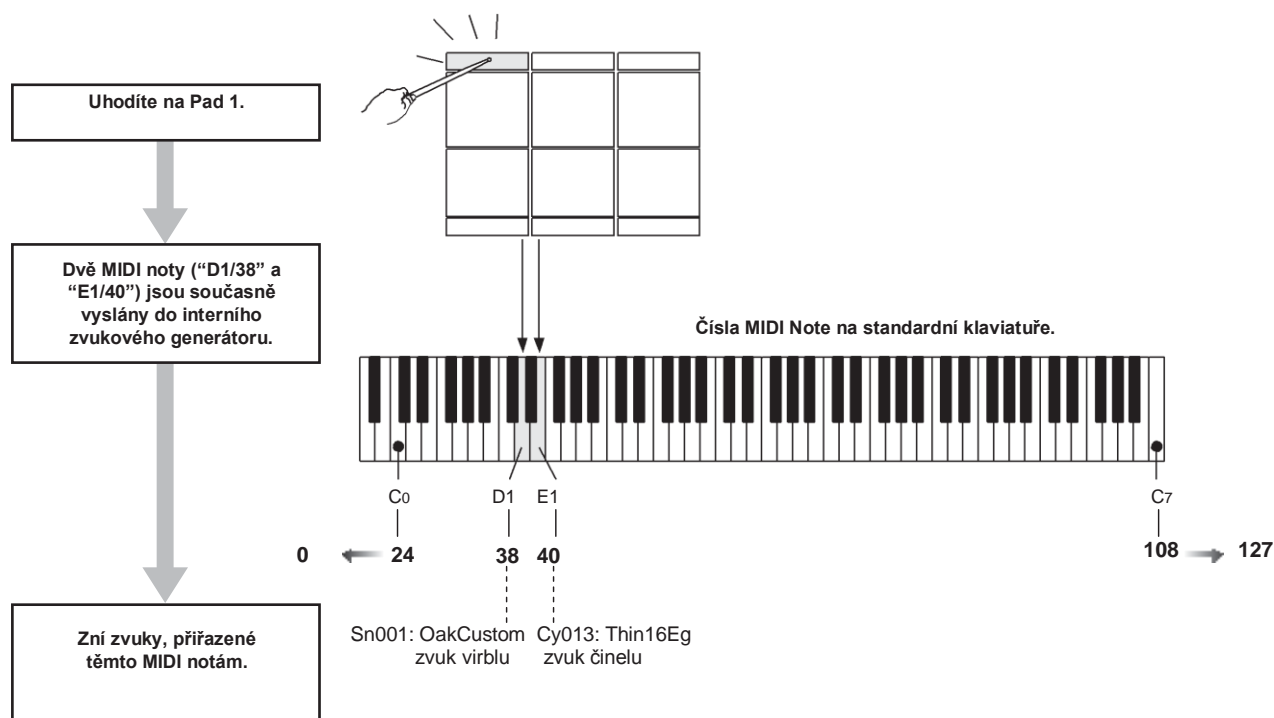 Uhodíte na Pad 1.
Dvě MIDI noty (“D1/38” a
“E1/40”) jsou současně
vyslány do interního
zvukového generátoru.
Čísla MIDI Note na standardní klaviatuře.
C0 D1 E1 C7
0 24 38 40 108 127
Zní zvuky, přiřazené
těmto MIDI notám.
Sn001: OakCustom Cy013: Thin16Eg
zvuk virblu zvuk činelu